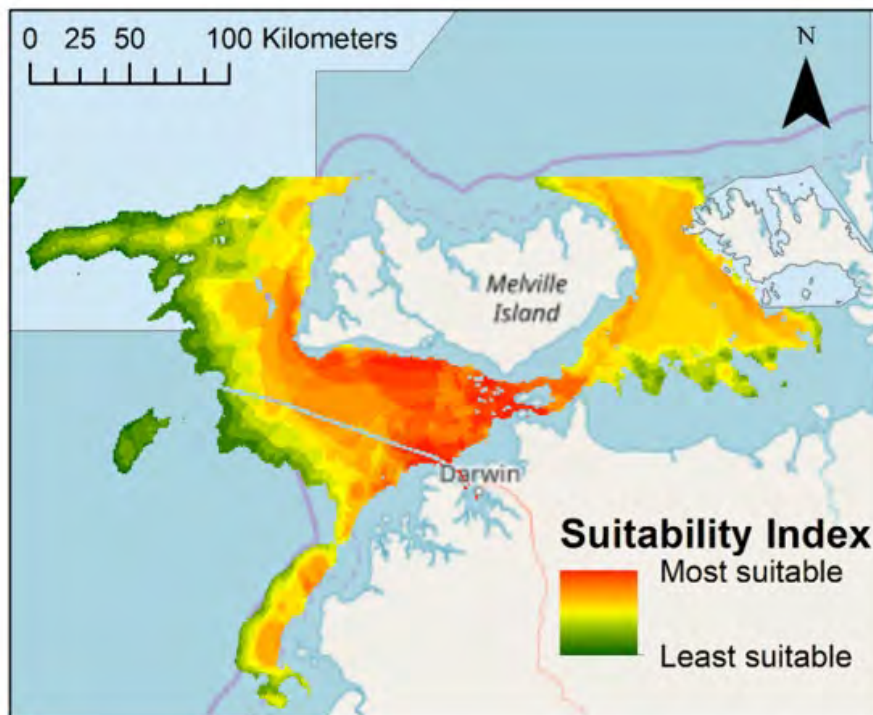 0 25 50 100 Kilometers
N
Melville
Island
Darwin
Suitability Index
Most suitable
Least suitable